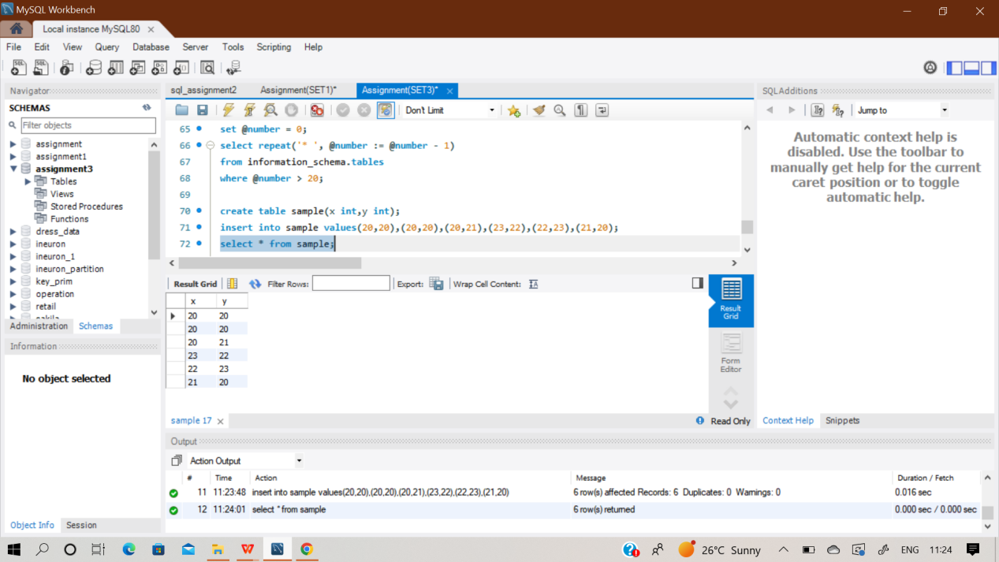 MySQL Workbench
Local instance MySQL80
File Edit View Query Database Server Tools Scripting Help
Navigator
SCHEMAS
Filter objects
assignment
assignment1
assignment3
Tables
Views
Stored Procedures
Functions
dress_data
ineuron
ineuron_1
ineuron_partition
key_prim
operation
retail
Administration Schemas
Information
No object selected
Object Info Session
sql_assignment2 Assignment(SET1)* Assignment(SET3)*
Don't Limit
65 set @number = 0;
66 select repeat('* ', @number := @number - 1)
67 from information_schema.tables
68 where @number > 20;
69
70 create table sample(x int,y int);
71 insert into sample values(20,20),(20,20),(20,21),(23,22),(22,23),(21,20);
72 select * from sample;
Result Grid Filter Rows: Export: Wrap Cell Content:
x y
20 20
20 20
20 21
23 22
22 23
21 20
Result
Grid
Form
Editor
sample 17 Read Only
SQLAdditions
Jump to
Automatic context help is
disabled. Use the toolbar to
manually get help for the current
caret position or to toggle
automatic help.
Context Help Snippets
Output
Action Output
# Time Action Message Duration / Fetch
11 11:23:48 insert into sample values(20,20),(20,20),(20,21),(23,22),(22,23),(21,20) 6 row(s) affected Records: 6 Duplicates: 0 Warnings: 0 0.016 sec
12 11:24:01 select * from sample 6 row(s) returned 0.000 sec / 0.000 sec
26°C Sunny ENG 11:24